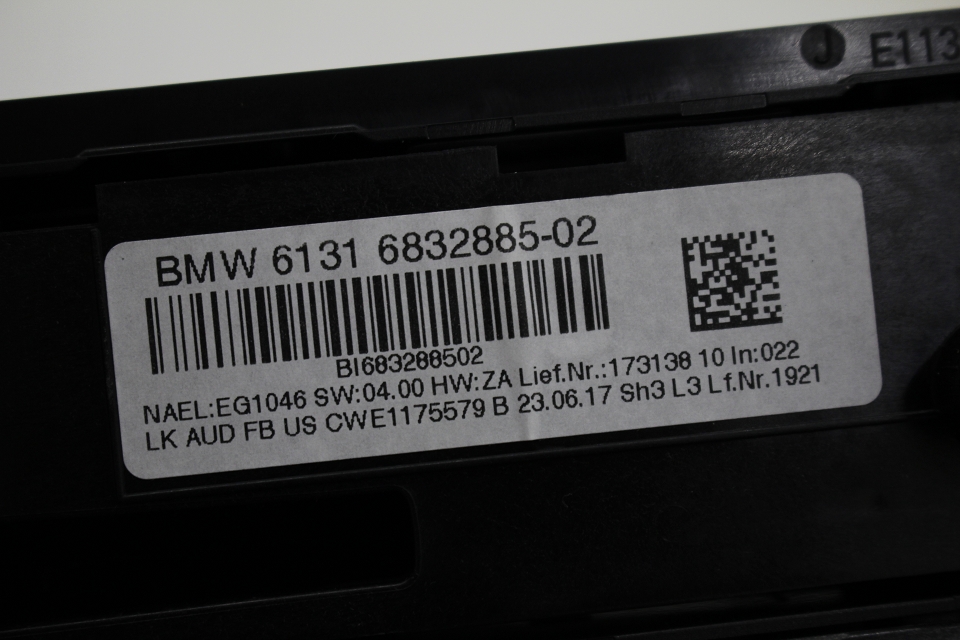 J E113
BMW 6131 6832885-02
BI683288502
NAEL:EG1046 SW:04.00 HW:ZA Lief.Nr.:173138 10 In:022
LK AUD FB US CWE1175579 B 23.06.17 Sh3 L3 Lf.Nr.1921